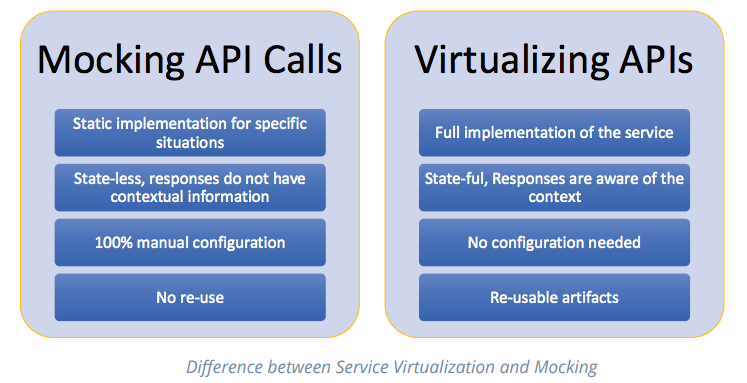 Mocking API Calls
Static implementation for specific
situations
State-less, responses do not have
contextual information
100% manual configuration
No re-use
Virtualizing APIs
Full implementation of the service
State-ful, Responses are aware of the
context
No configuration needed
Re-usable artifacts
Difference between Service Virtualization and Mocking